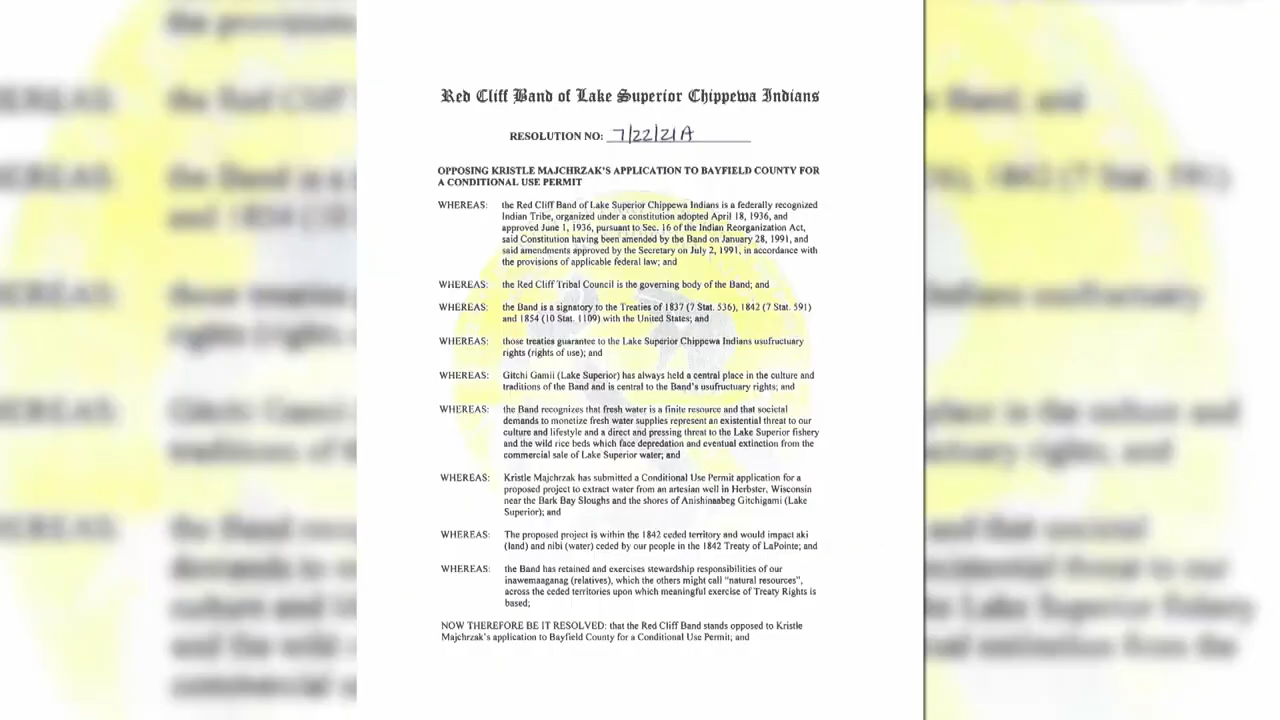 Red Cliff Band of Lake Superior Chippewa Indians
RESOLUTION NO: 7/22/21A
OPPOSING KRISTLE MAJCHRZAK'S APPLICATION TO BAYFIELD COUNTY FOR
A CONDITIONAL USE PERMIT
WHEREAS: the Red Cliff Band of Lake Superior Chippewa Indians is a federally recognized
Indian Tribe, organized under a constitution adopted April 18, 1936, and
approved June 1, 1936, pursuant to Sec. 16 of the Indian Reorganization Act,
said Constitution having been amended by the Band on January 28, 1991, and
said amendments approved by the Secretary on July 2, 1991, in accordance with
the provisions of applicable federal law; and
WHEREAS: the Red Cliff Tribal Council is the governing body of the Band; and
WHEREAS: the Band is a signatory to the Treaties of 1837 (7 Stat. 536), 1842 (7 Stat. 591)
and 1854 (10 Stat. 1109) with the United States; and
WHEREAS: those treaties guarantee to the Lake Superior Chippewa Indians usufructuary
rights (rights of use); and
WHEREAS: Gitchi Gamii (Lake Superior) has always held a central place in the culture and
traditions of the Band and is central to the Band's usufructuary rights; and
WHEREAS: the Band recognizes that fresh water is a finite resource and that societal
demands to monetize fresh water supplies represent an existential threat to our
culture and lifestyle and a direct and pressing threat to the Lake Superior fishery
and the wild rice beds which face depredation and eventual extinction from the
commercial sale of Lake Superior water; and
WHEREAS: Kristle Majchrzak has submitted a Conditional Use Permit application for a
proposed project to extract water from an artesian well in Herbster, Wisconsin
near the Bark Bay Sloughs and the shores of Anishinaabeg Gitchigami (Lake
Superior); and
WHEREAS: The proposed project is within the 1842 ceded territory and would impact aki
(land) and nibi (water) ceded by our people in the 1842 Treaty of LaPointe; and
WHEREAS: the Band has retained and exercises stewardship responsibilities of our
inawemaaganag (relatives), which the others might call "natural resources",
across the ceded territories upon which meaningful exercise of Treaty Rights is
based;
NOW THEREFORE BE IT RESOLVED: that the Red Cliff Band stands opposed to Kristle
Majchrzak's application to Bayfield County for a Conditional Use Permit; and